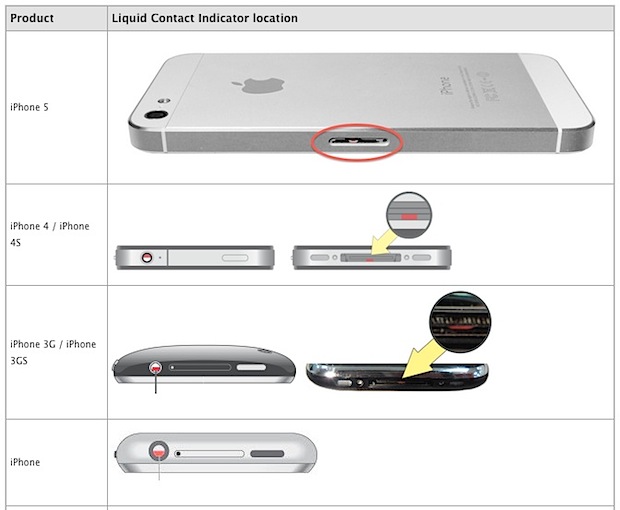 Product
Liquid Contact Indicator location
iPhone 5
iPhone
iPhone 4 / iPhone
4S
iPhone 3G / iPhone
3GS
iPhone